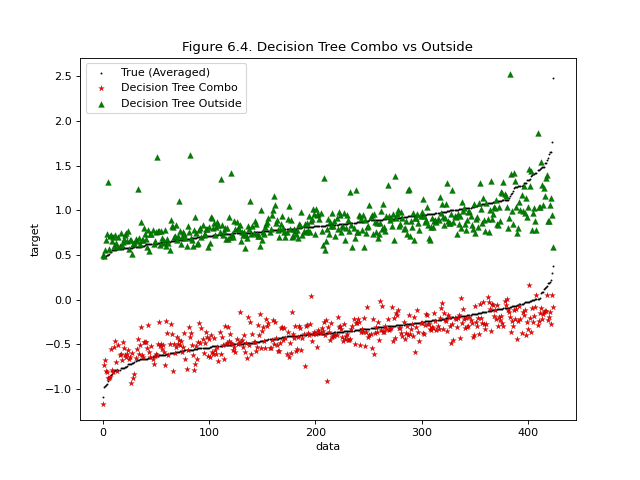 Figure 6.4. Decision Tree Combo vs Outside
True (Averaged)
Decision Tree Combo
Decision Tree Outside
2.5
2.0
1.5
1.0
0.5
0.0
−0.5
−1.0
target
0 100 200 300 400
data